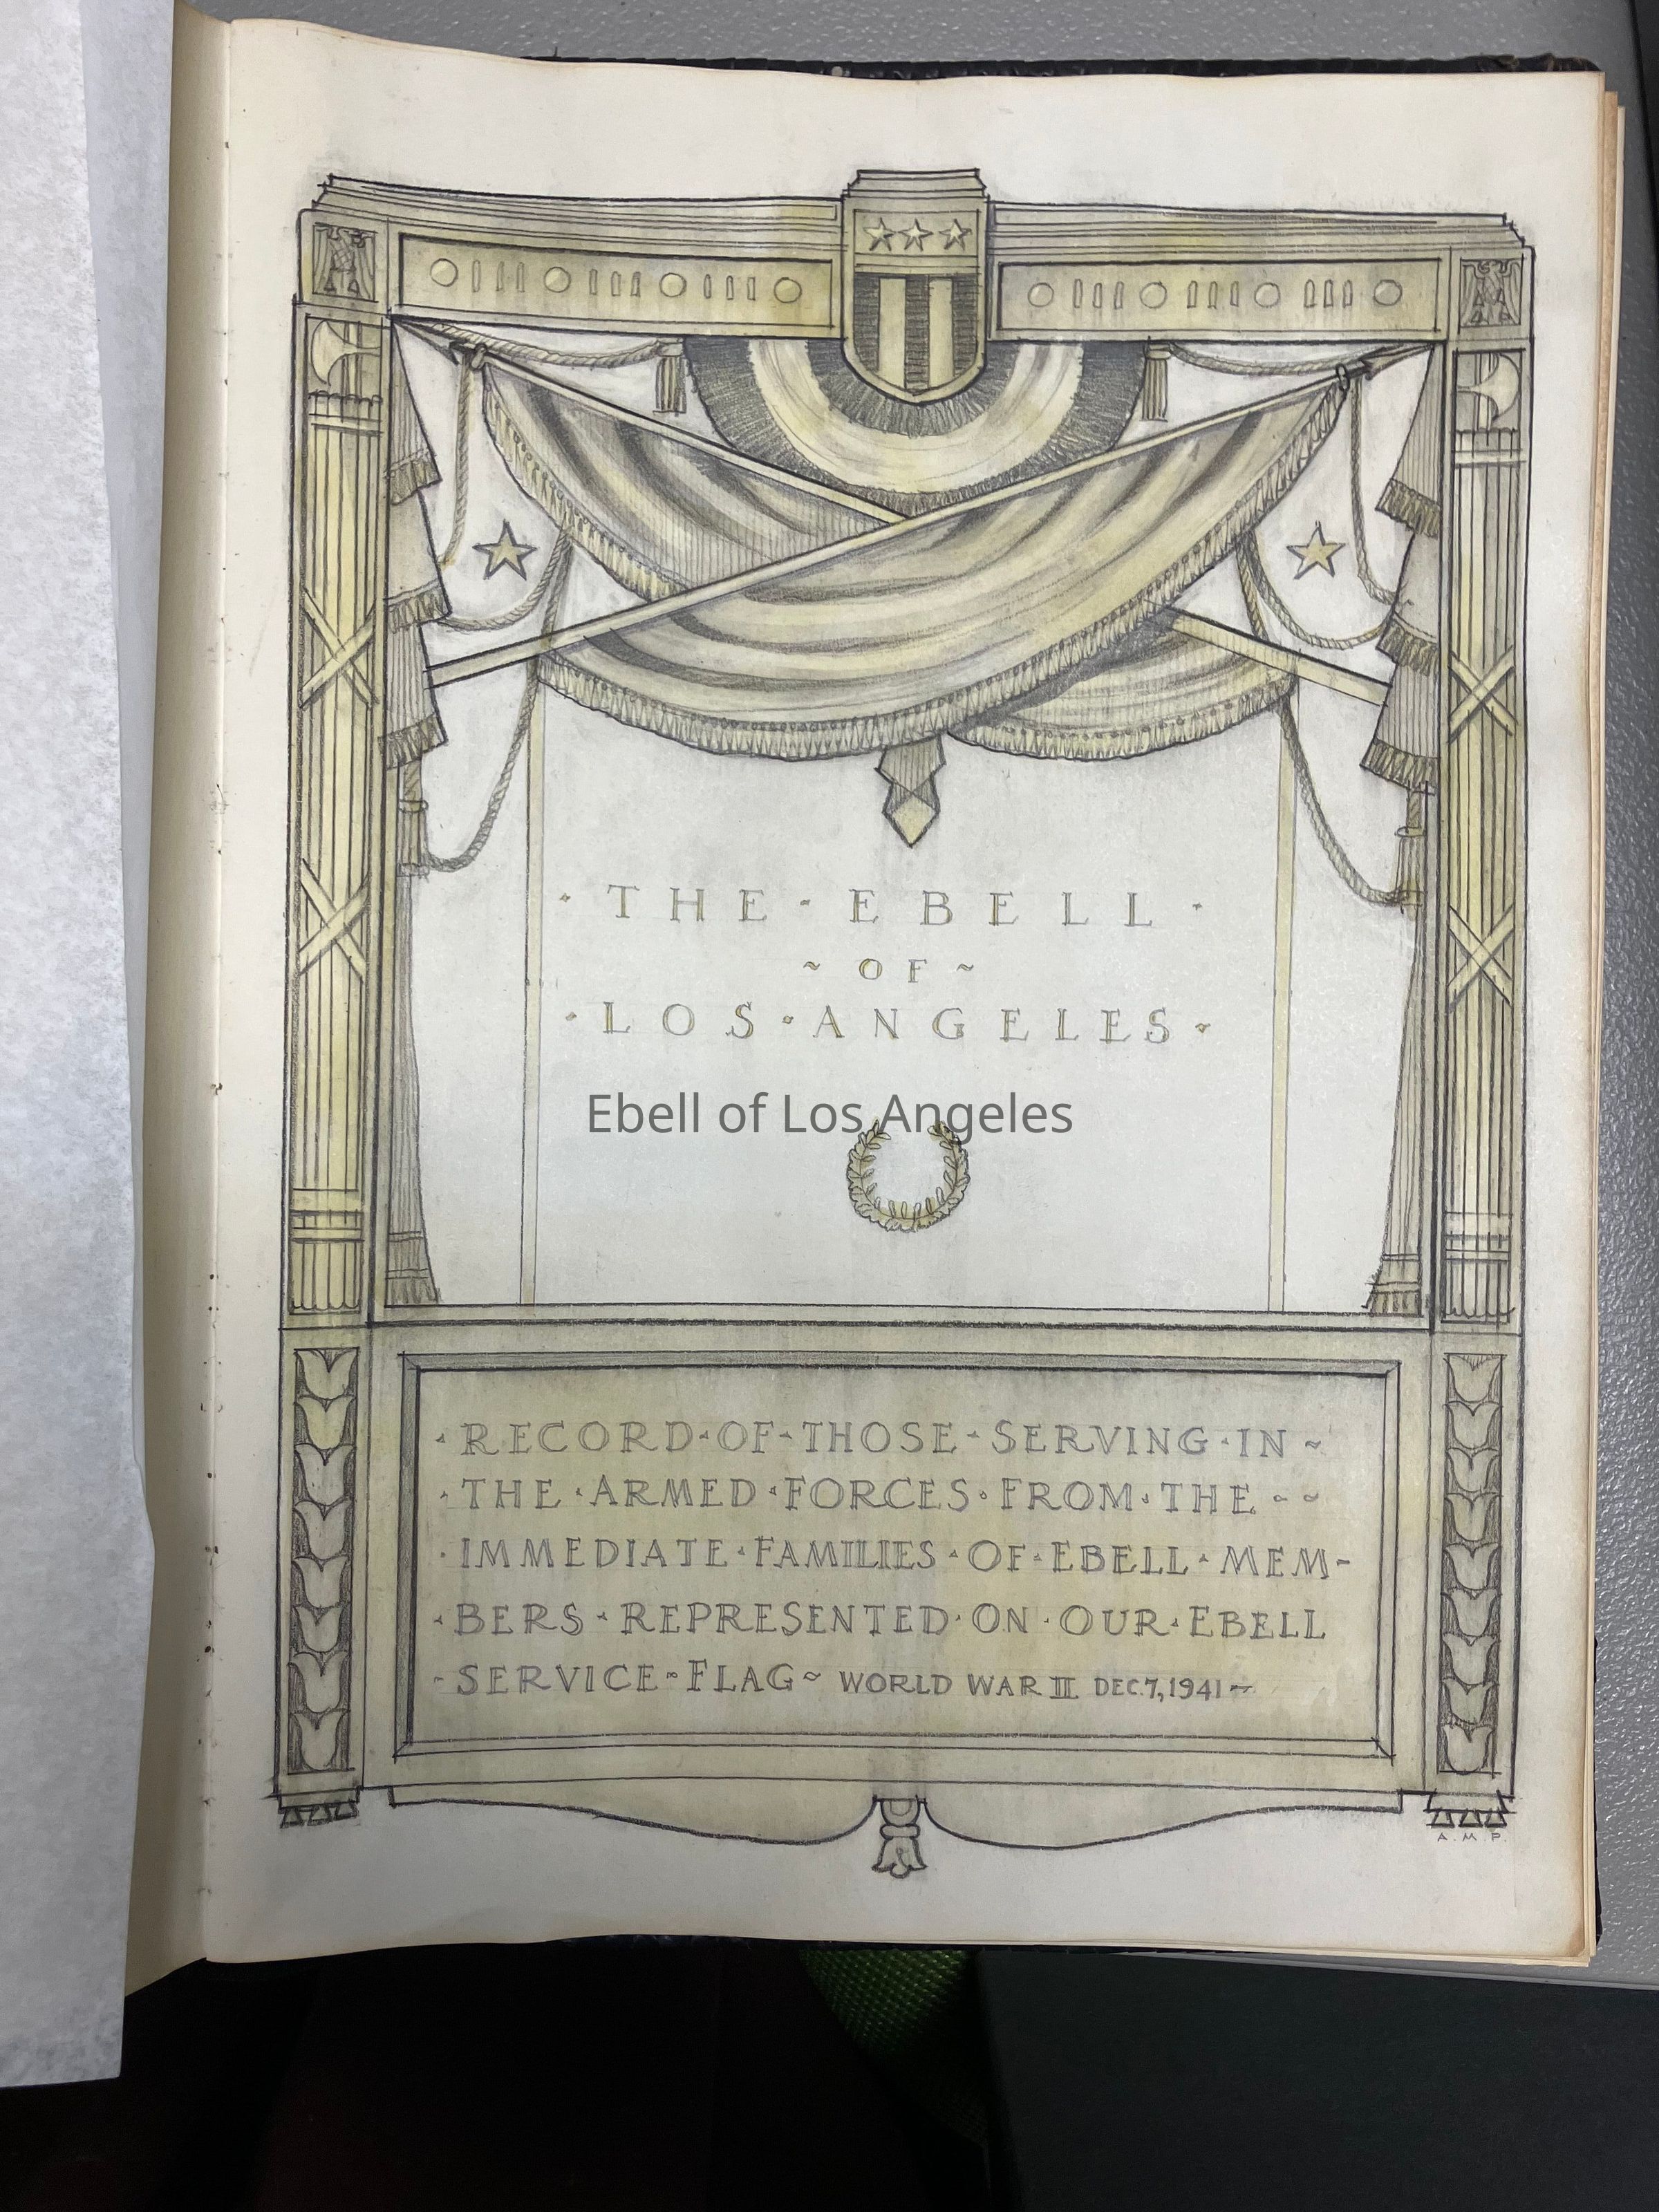 · THE · EBELL ·
~ OF ~
· LOS · ANGELES ·
Ebell of Los Angeles
· RECORD · OF · THOSE · SERVING · IN ~
· THE · ARMED · FORCES · FROM · THE - ~
· IMMEDIATE · FAMILIES · OF · EBELL · MEM-
· BERS · REPRESENTED · ON · OUR · EBELL
- SERVICE · FLAG ~ WORLD WAR II DEC. 7, 1941 ~
A. M. P.